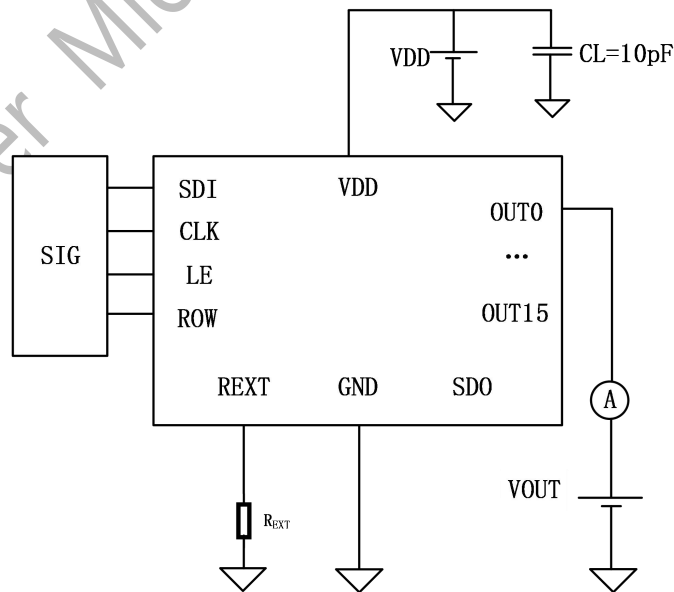 VDD
CL=10pF
SDI
VDD
OUT0
CLK
...
SIG
LE
OUT15
ROW
REXT
GND
SDO
A
VOUT
REXT